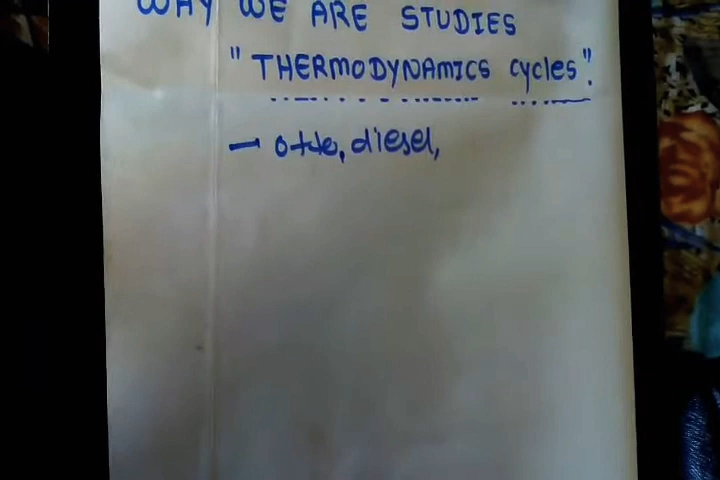 WHY WE ARE STUDIES
"THERMODYNAMICS cycles".
- otto, diesel,